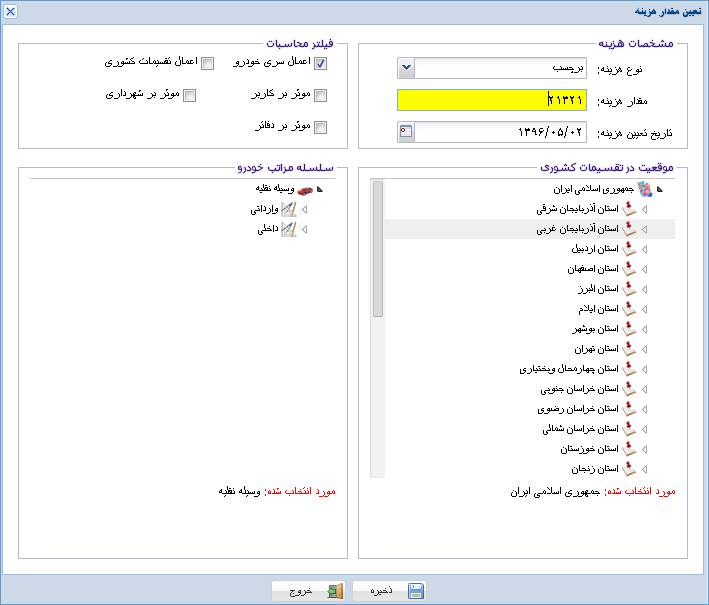 تعیین مقدار هزینه
مشخصات هزینه
نوع هزینه:
برچسب
مقدار هزینه:
۲۱۳۲۱
تاریخ تعیین هزینه:
۱۳۹۶/۰۵/۰۲
فیلتر محاسبات
اعمال سری خودرو
اعمال تقسیمات کشوری
موثر بر کاربر
موثر بر شهرداری
موثر بر دفاتر
موقعیت در تقسیمات کشوری
جمهوری اسلامی ایران
استان آذربایجان شرقی
استان آذربایجان غربی
استان اردبیل
استان اصفهان
استان البرز
استان ایلام
استان بوشهر
استان تهران
استان چهارمحال وبختیاری
استان خراسان جنوبی
استان خراسان رضوی
استان خراسان شمالی
استان خوزستان
استان زنجان
مورد انتخاب شده: جمهوری اسلامی ایران
سلسله مراتب خودرو
وسیله نقلیه
وارداتی
داخلی
مورد انتخاب شده: وسیله نقلیه
ذخیره
خروج